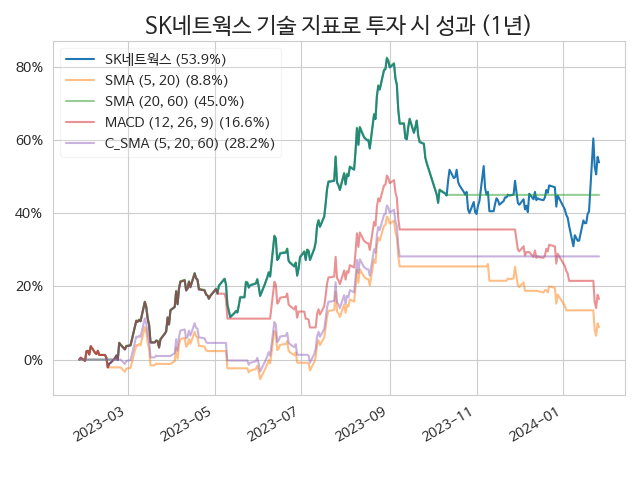 SK네트웍스 기술 지표로 투자 시 성과 (1년)
SK네트웍스 (53.9%)
SMA (5, 20) (8.8%)
SMA (20, 60) (45.0%)
MACD (12, 26, 9) (16.6%)
C_SMA (5, 20, 60) (28.2%)
80%
60%
40%
20%
0%
2023-03
2023-05
2023-07
2023-09
2023-11
2024-01